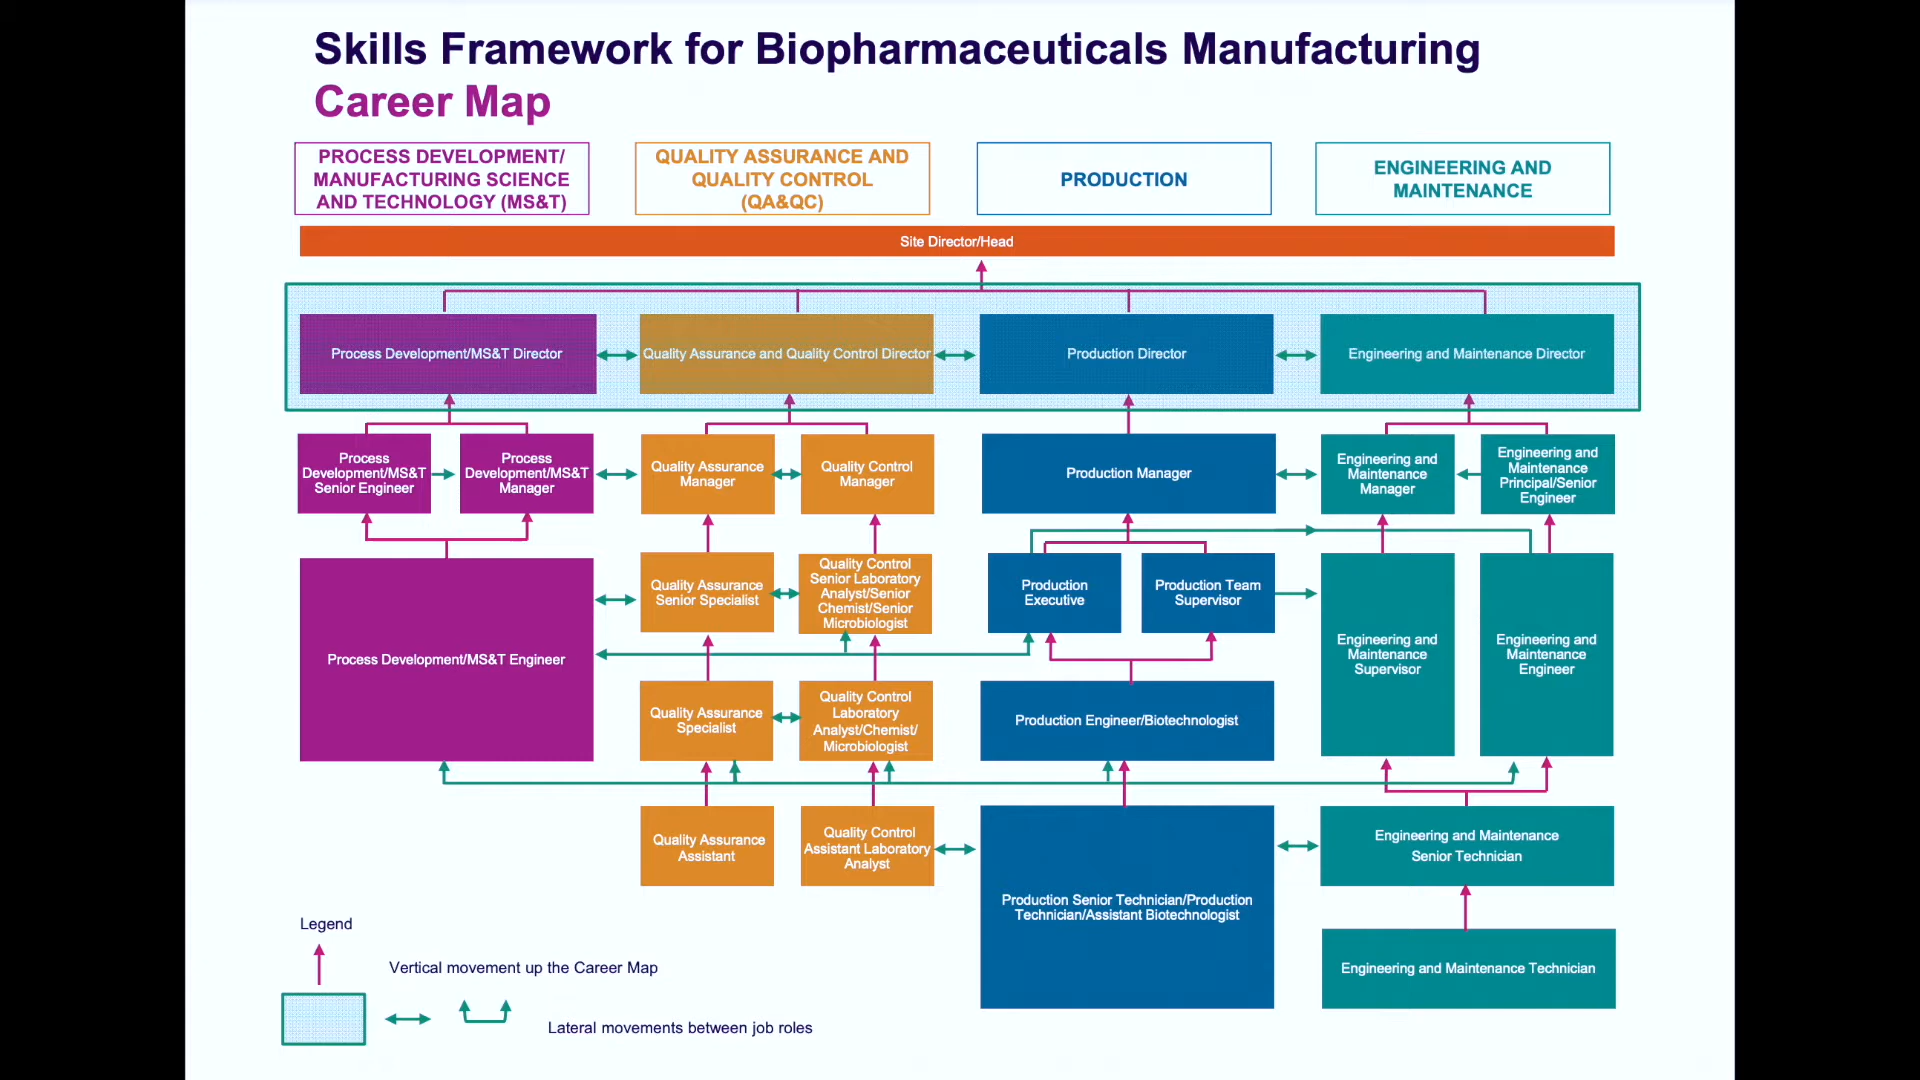 Skills Framework for Biopharmaceuticals Manufacturing
Career Map
PROCESS DEVELOPMENT/
MANUFACTURING SCIENCE
AND TECHNOLOGY (MS&T)
QUALITY ASSURANCE AND
QUALITY CONTROL
(QA&QC)
PRODUCTION
ENGINEERING AND
MAINTENANCE
Site Director/Head
Process Development/MS&T Director
Quality Assurance and Quality Control Director
Production Director
Engineering and Maintenance Director
Process
Development/MS&T
Senior Engineer
Process
Development/MS&T
Manager
Quality Assurance
Manager
Quality Control
Manager
Production Manager
Engineering and
Maintenance
Manager
Engineering and
Maintenance
Principal/Senior
Engineer
Process Development/MS&T Engineer
Quality Assurance
Senior Specialist
Quality Control
Senior Laboratory
Analyst/Senior
Chemist/Senior
Microbiologist
Production
Executive
Production Team
Supervisor
Engineering and
Maintenance
Supervisor
Engineering and
Maintenance
Engineer
Quality Assurance
Specialist
Quality Control
Laboratory
Analyst/Chemist/
Microbiologist
Production Engineer/Biotechnologist
Quality Assurance
Assistant
Quality Control
Assistant Laboratory
Analyst
Production Senior Technician/Production
Technician/Assistant Biotechnologist
Engineering and Maintenance
Senior Technician
Engineering and Maintenance Technician
Legend
Vertical movement up the Career Map
Lateral movements between job roles